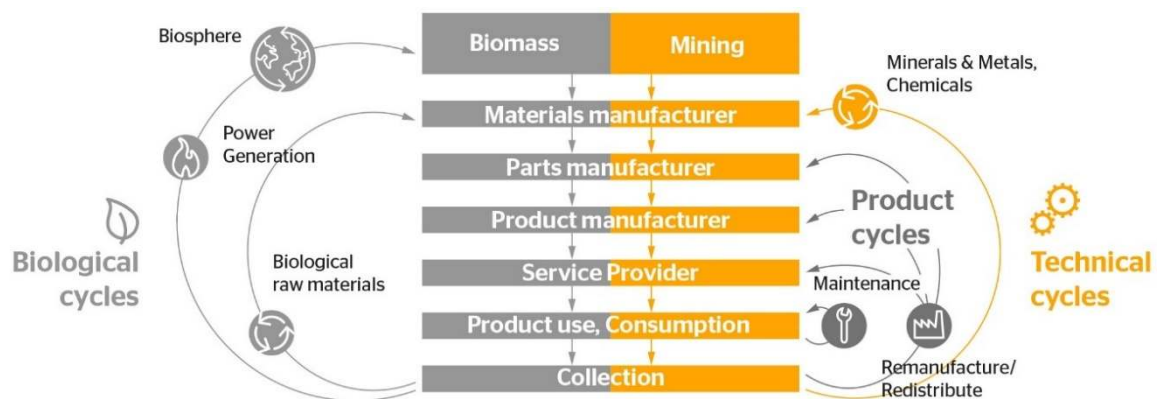 Biosphere
Biomass
Mining
Minerals & Metals,
Chemicals
Materials manufacturer
Power
Generation
Parts manufacturer
Product manufacturer
Product
cycles
Biological
cycles
Technical
cycles
Biological
raw materials
Service Provider
Maintenance
Product use, Consumption
Collection
Remanufacture/
Redistribute